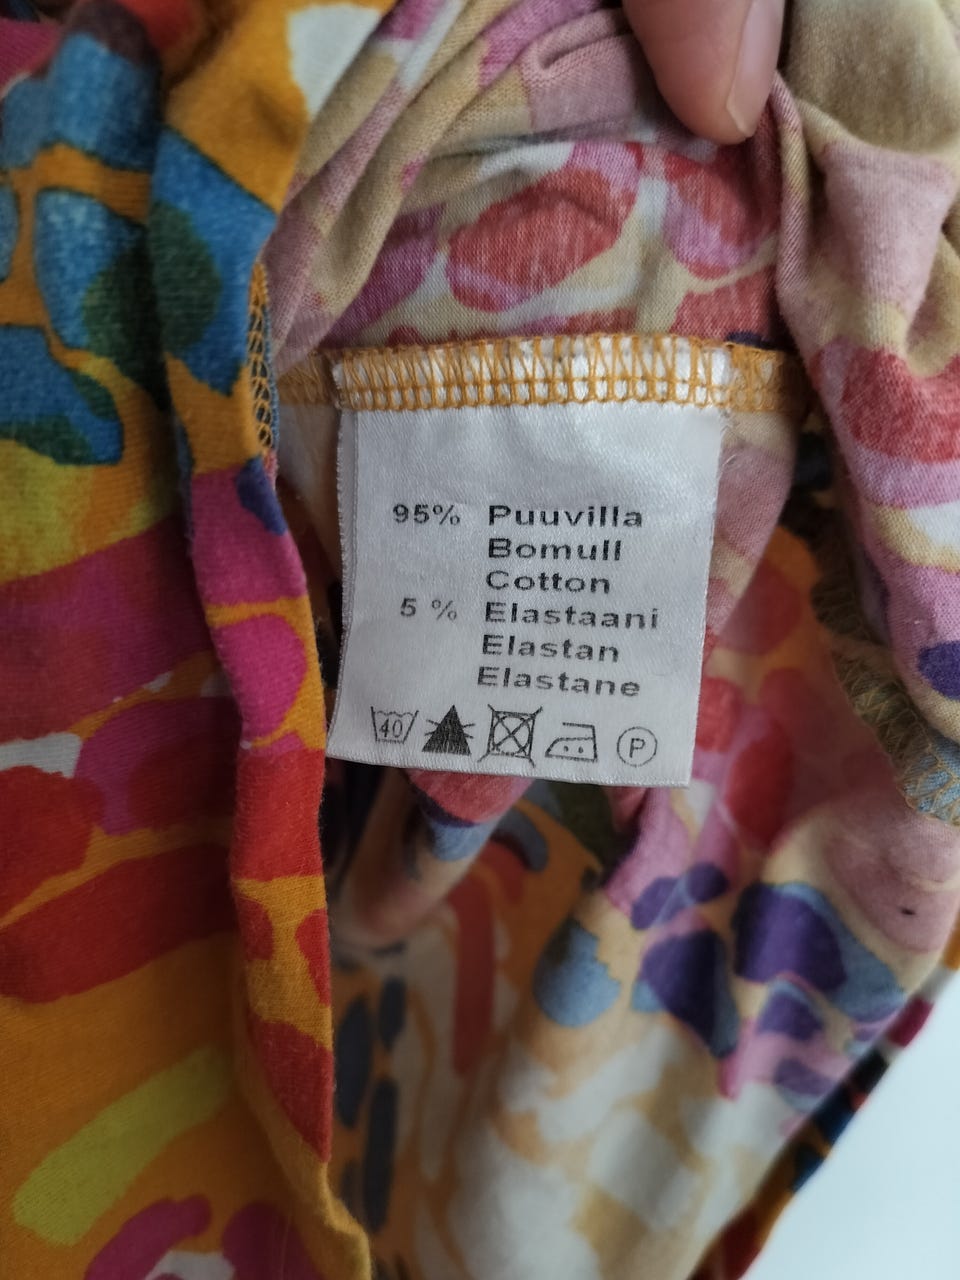 95% Puuvilla
Bomull
Cotton
5 % Elastaani
Elastan
Elastane
40 P